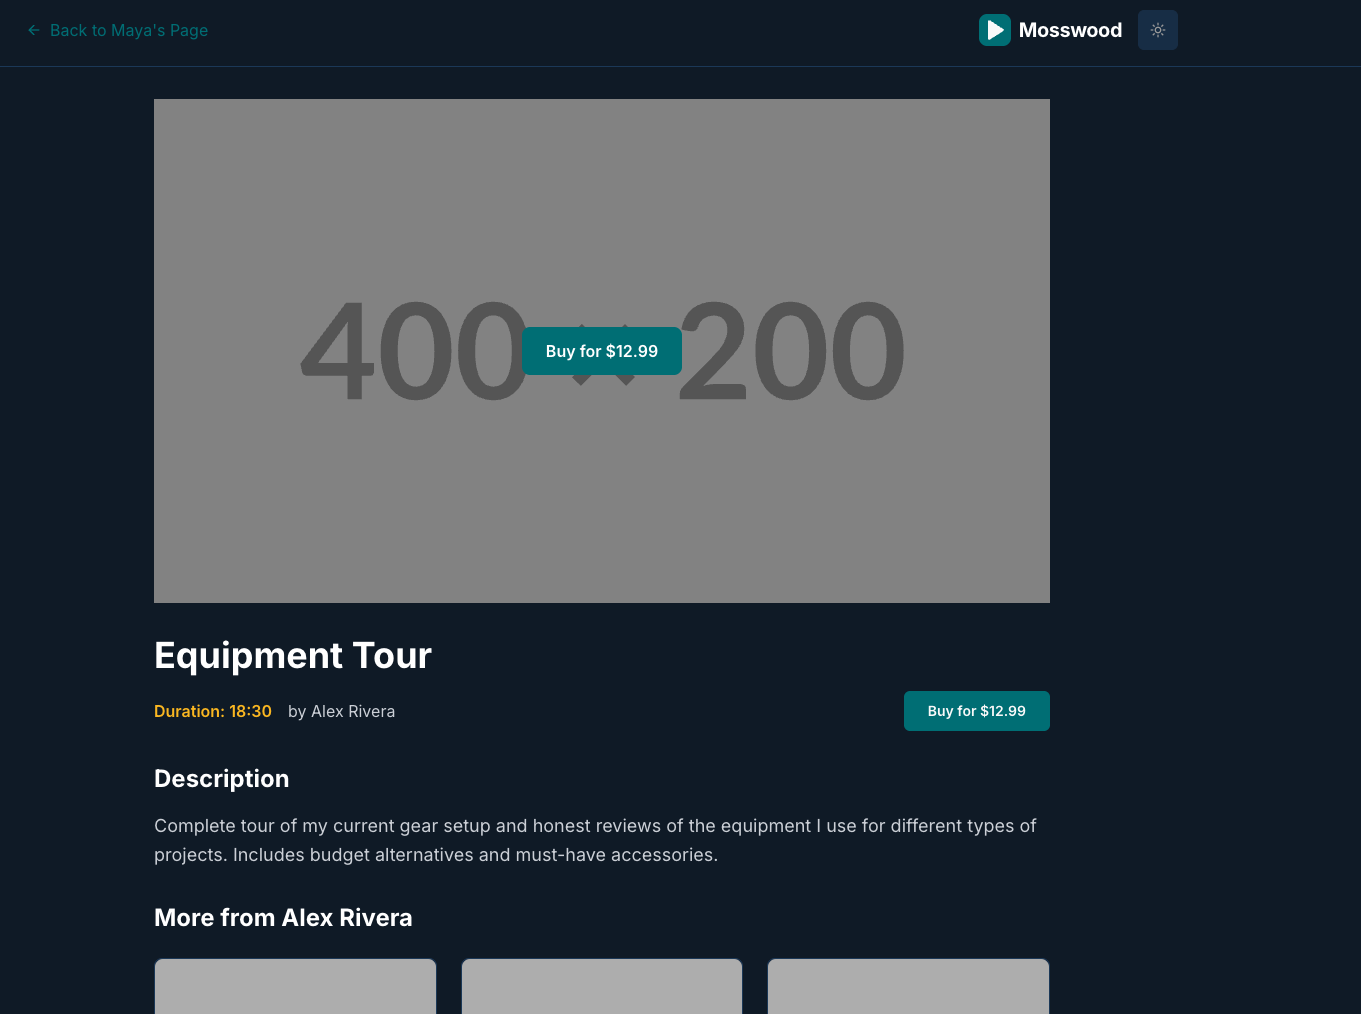 Back to Maya's Page
Mosswood
400 × 200
Buy for $12.99
Equipment Tour
Duration: 18:30 by Alex Rivera
Buy for $12.99
Description
Complete tour of my current gear setup and honest reviews of the equipment I use for different types of
projects. Includes budget alternatives and must-have accessories.
More from Alex Rivera